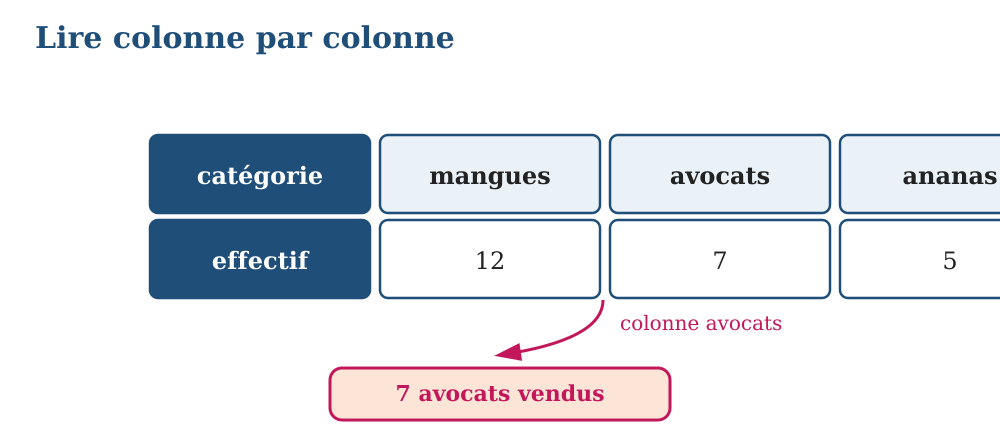 Lire colonne par colonne
catégorie mangues avocats ananas
effectif 12 7 5
colonne avocats
7 avocats vendus